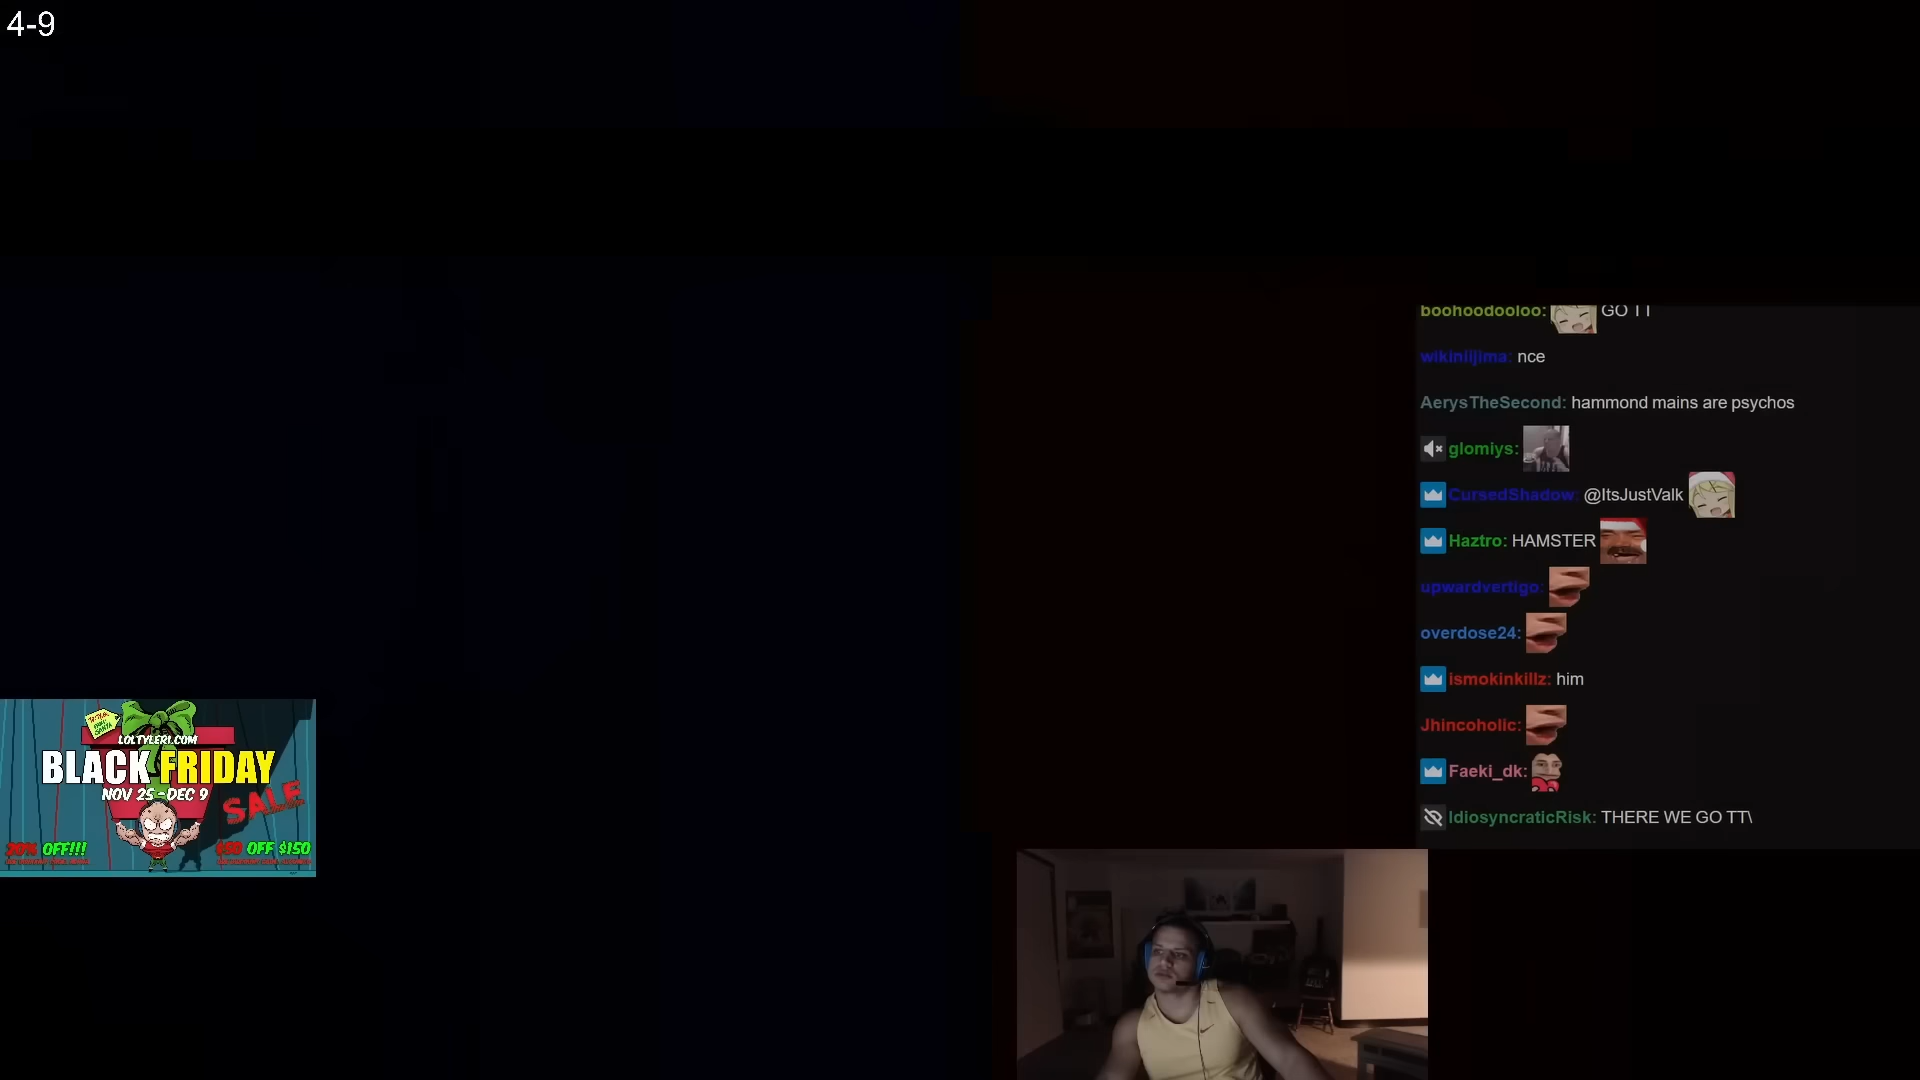 4-9
boohoodooloo: GO TT
wikiniijima: nce
AerysTheSecond: hammond mains are psychos
glomiys:
CursedShadow: @ItsJustValk
Haztro: HAMSTER
upwardvertigo:
overdose24:
ismokinkillz: him
Jhincoholic:
Faeki_dk:
IdiosyncraticRisk: THERE WE GO TT\
LOLTYLER1.COM
BLACK FRIDAY
NOV 25 - DEC 9
SALE
OFF!!!
$50 OFF $150